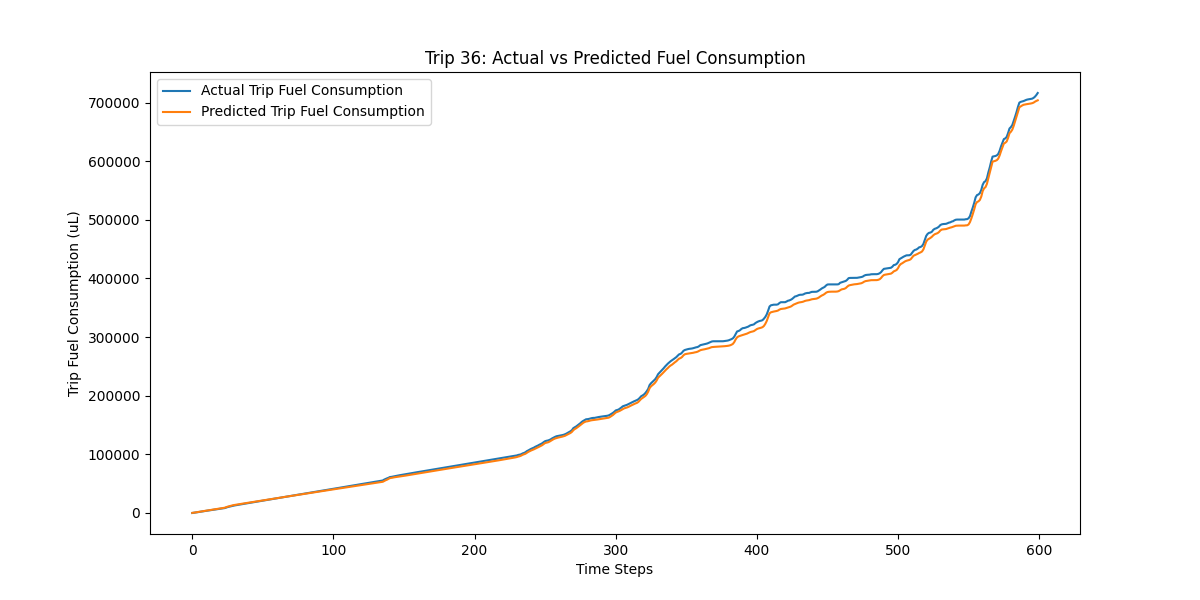 Trip 36: Actual vs Predicted Fuel Consumption
Actual Trip Fuel Consumption
Predicted Trip Fuel Consumption
Trip Fuel Consumption (uL)
700000
600000
500000
400000
300000
200000
100000
0
0 100 200 300 400 500 600
Time Steps